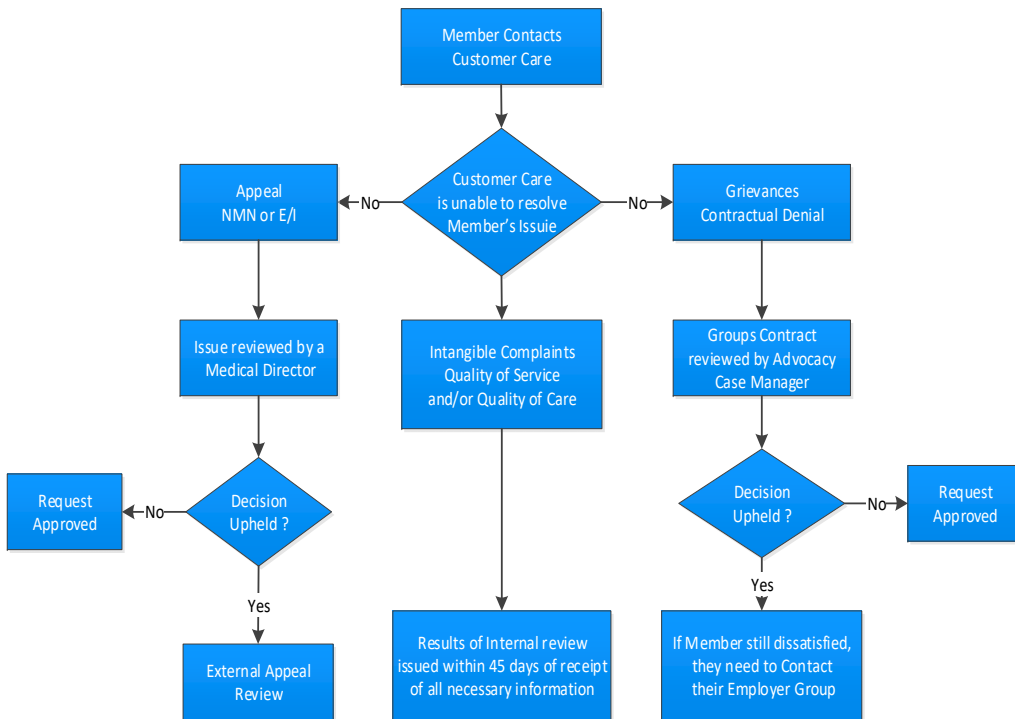 Member Contacts
Customer Care
Appeal
NMN or E/I
No
Customer Care
is unable to resolve
Member's Issuie
No
Grievances
Contractual Denial
Issue reviewed by a
Medical Director
Intangible Complaints
Quality of Service
and/or Quality of Care
Groups Contract
reviewed by Advocacy
Case Manager
Request
Approved
No
Decision
Upheld ?
Decision
Upheld ?
No
Request
Approved
Yes
Yes
External Appeal
Review
Results of Internal review
issued within 45 days of receipt
of all necessary information
If Member still dissatisfied,
they need to Contact
their Employer Group